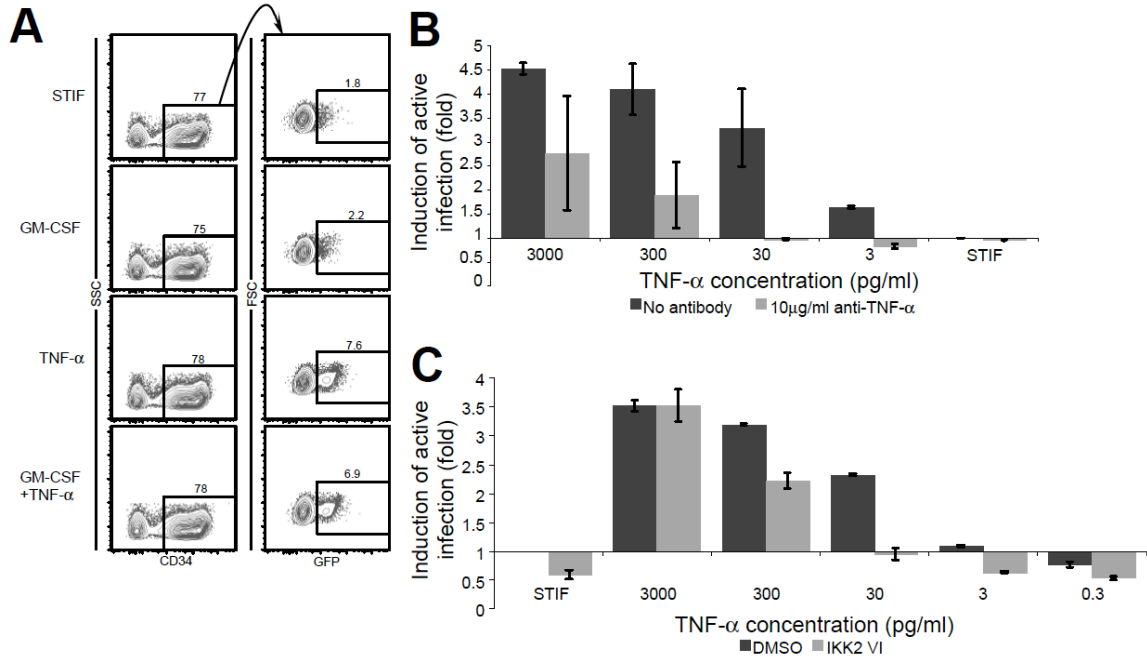 A
STIF
77
1.8
GM-CSF
75
2.2
TNF-α
78
7.6
GM-CSF
+TNF-α
78
6.9
SSC
FSC
CD34
GFP
B
Induction of active
infection (fold)
5
4.5
4
3.5
3
2.5
2
1.5
1
0.5
0
3000
300
30
3
STIF
TNF-α concentration (pg/ml)
No antibody
10µg/ml anti-TNF-α
C
Induction of active
infection (fold)
4
3.5
3
2.5
2
1.5
1
0.5
0
STIF
3000
300
30
3
0.3
TNF-α concentration (pg/ml)
DMSO
IKK2 VI